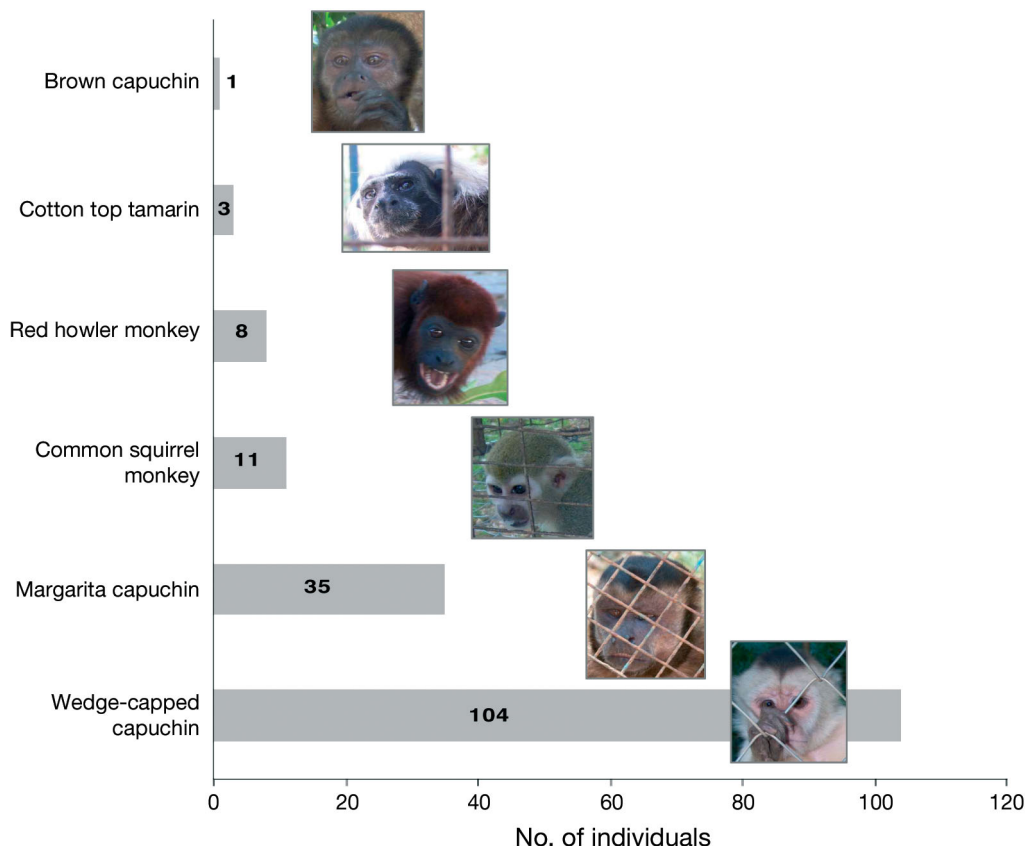 Brown capuchin
1
Cotton top tamarin
3
Red howler monkey
8
Common squirrel
monkey
11
Margarita capuchin
35
Wedge-capped
capuchin
104
0 20 40 60 80 100 120
No. of individuals